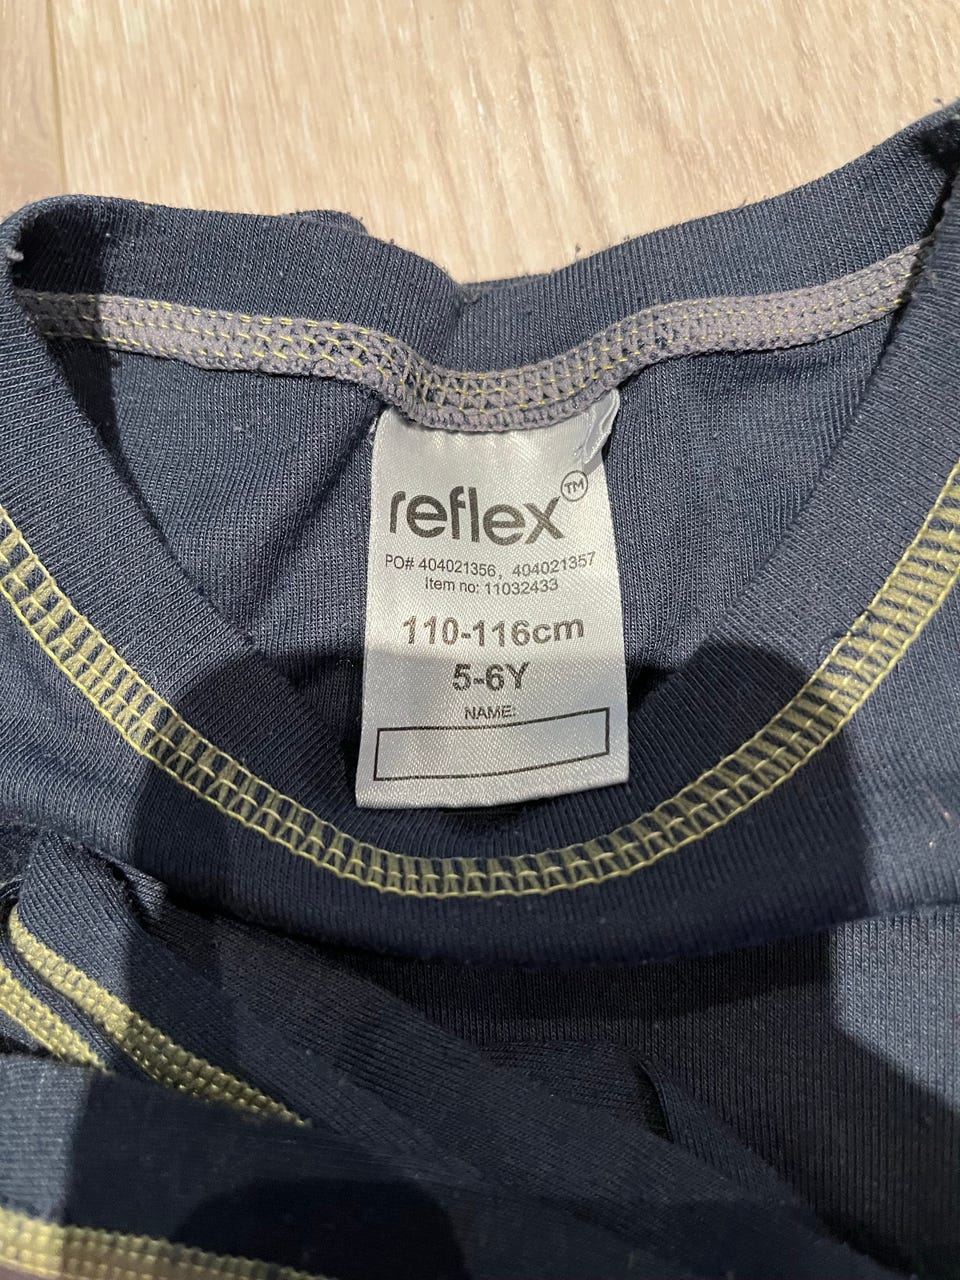 reflex™
PO# 404021356, 404021357
Item no: 11032433
110-116cm
5-6Y
NAME: